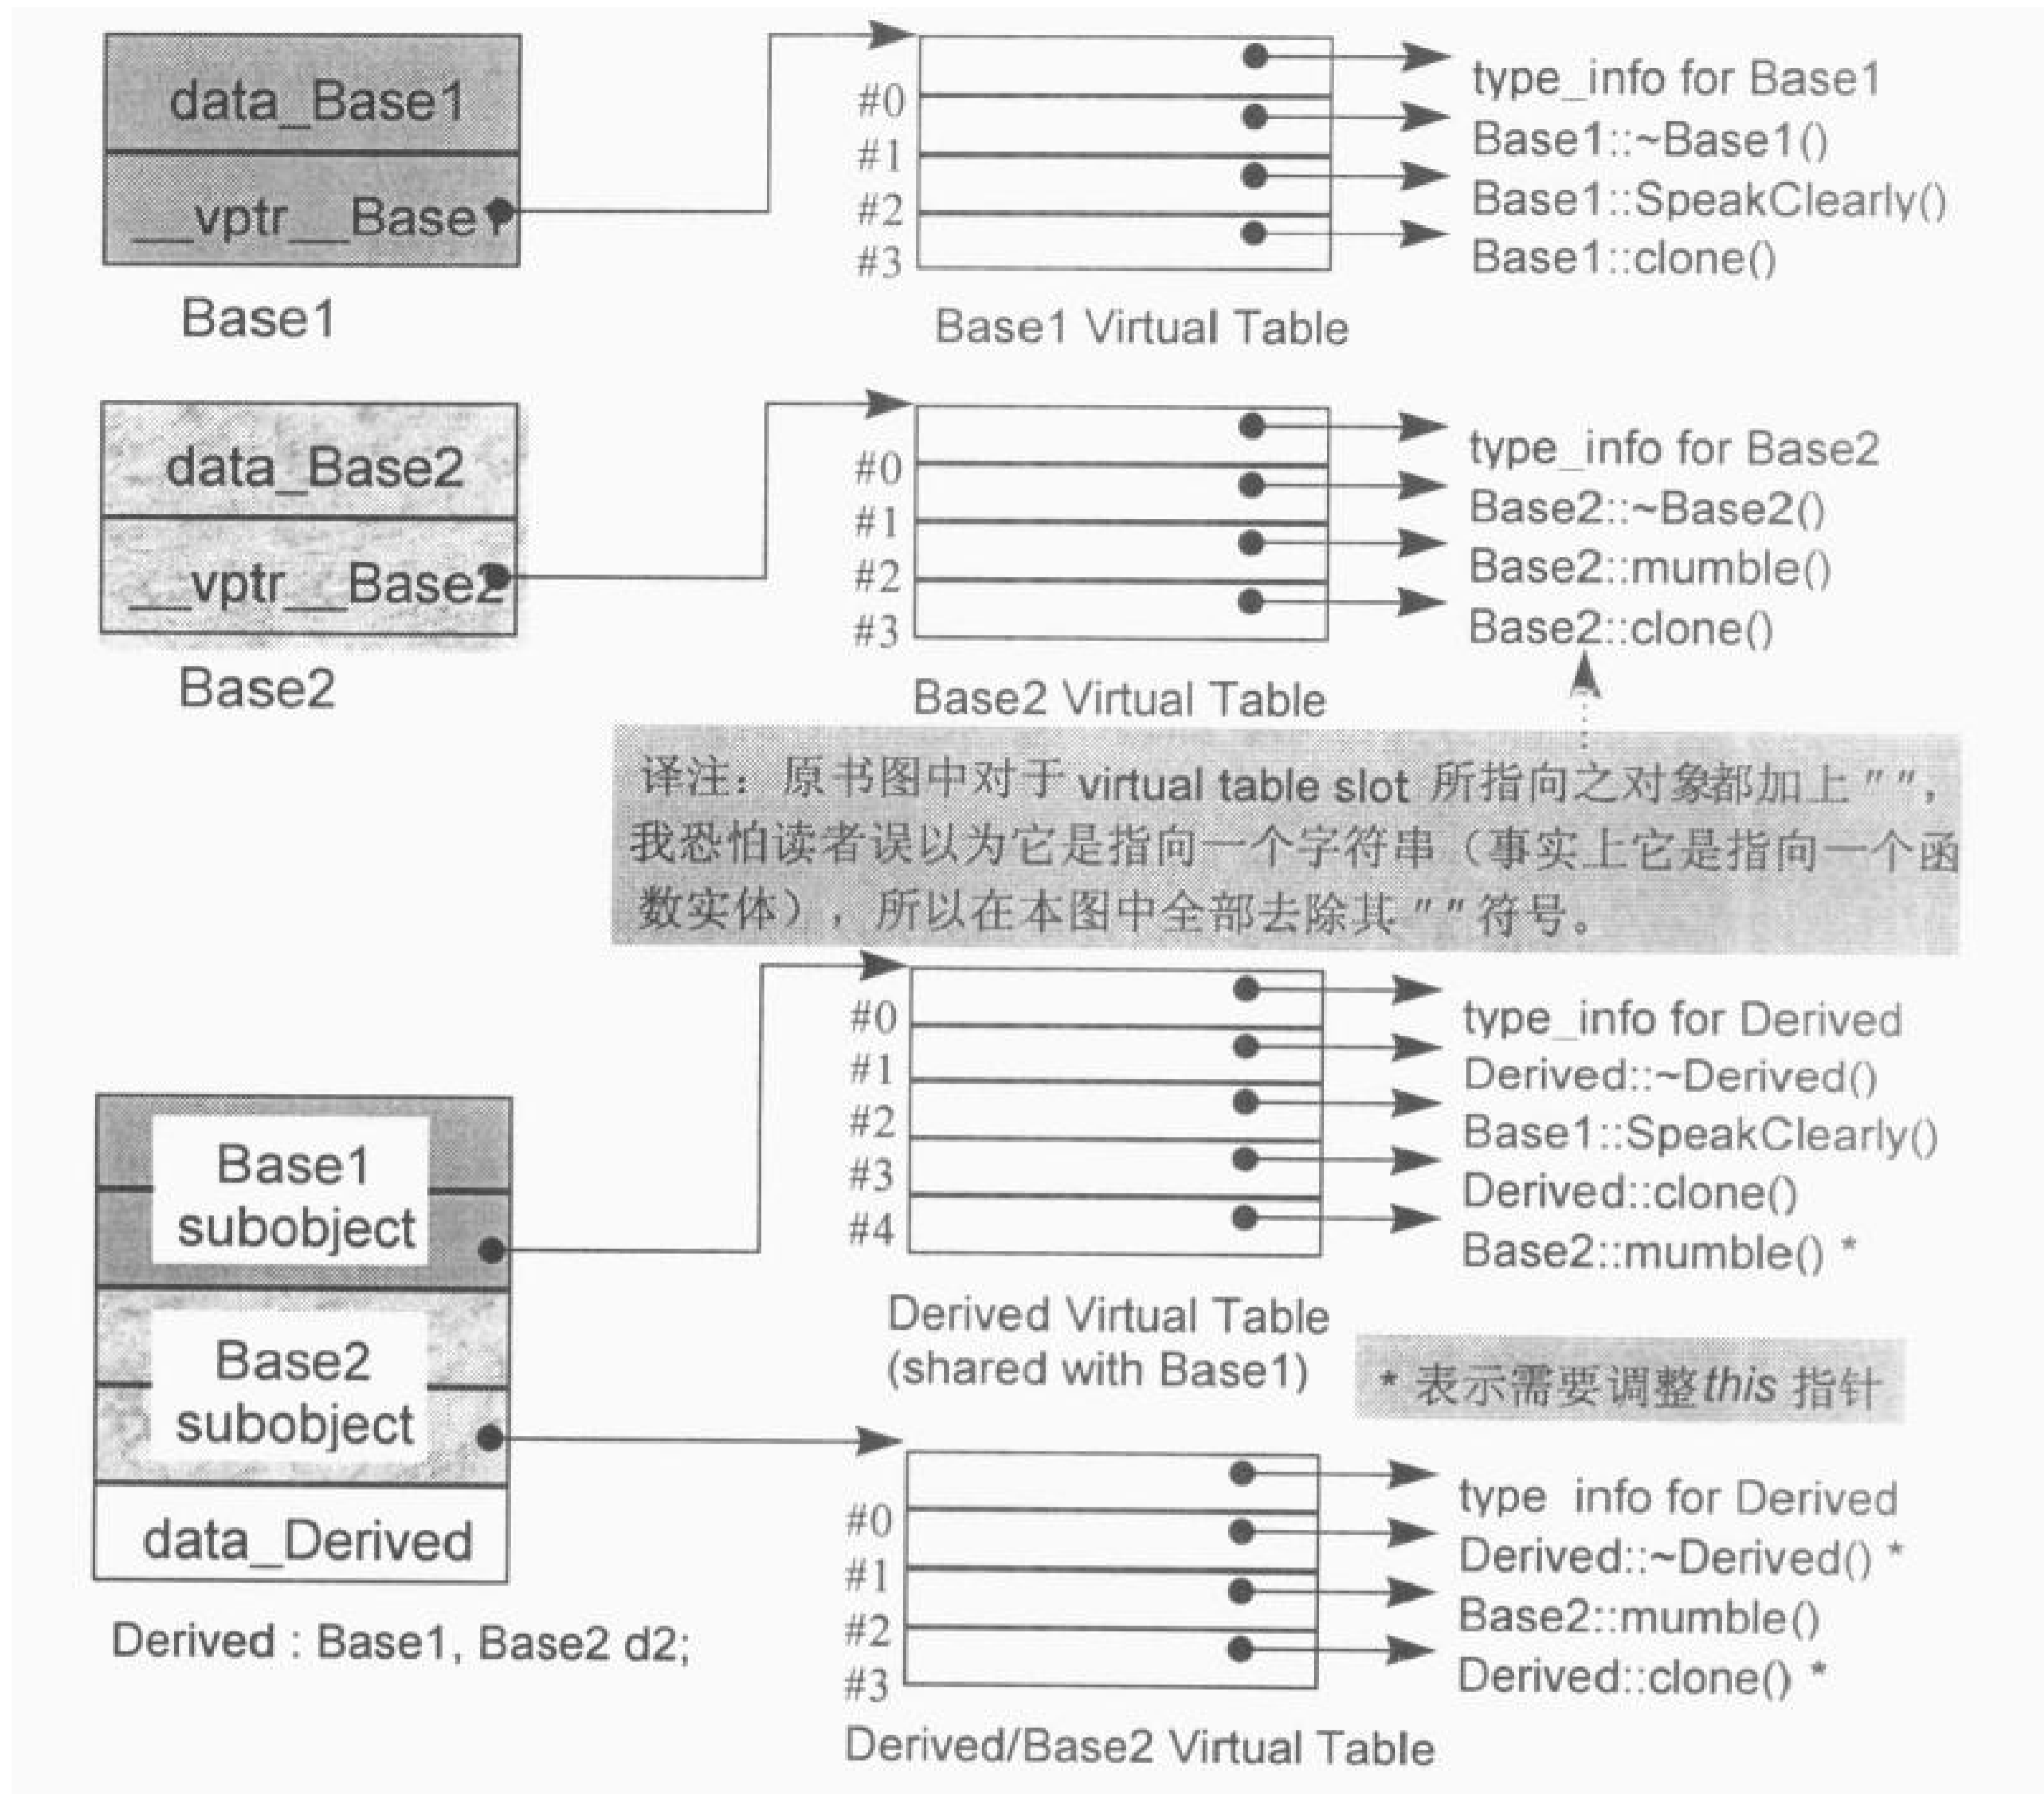 data_Base1
__vptr__Base1
Base1
#0
#1
#2
#3
type_info for Base1
Base1::~Base1()
Base1::SpeakClearly()
Base1::clone()
Base1 Virtual Table
data_Base2
__vptr__Base2
Base2
#0
#1
#2
#3
type_info for Base2
Base2::~Base2()
Base2::mumble()
Base2::clone()
Base2 Virtual Table
译注：原书图中对于 virtual table slot 所指向之对象都加上 " "，
我恐怕读者误以为它是指向一个字符串（事实上它是指向一个函
数实体），所以在本图中全部去除其 " " 符号。
Base1
subobject
Base2
subobject
data_Derived
Derived : Base1, Base2 d2;
#0
#1
#2
#3
#4
type_info for Derived
Derived::~Derived()
Base1::SpeakClearly()
Derived::clone()
Base2::mumble() *
Derived Virtual Table
(shared with Base1)
* 表示需要调整this 指针
#0
#1
#2
#3
type info for Derived
Derived::~Derived() *
Base2::mumble()
Derived::clone() *
Derived/Base2 Virtual Table